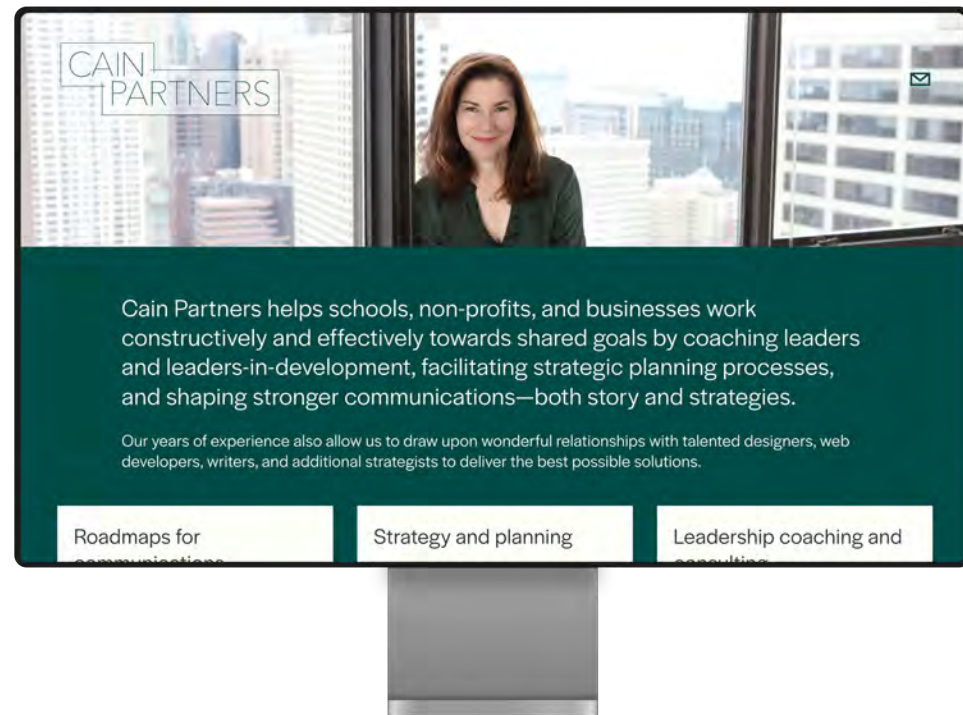 CAIN
PARTNERS
Cain Partners helps schools, non-profits, and businesses work
constructively and effectively towards shared goals by coaching leaders
and leaders-in-development, facilitating strategic planning processes,
and shaping stronger communications—both story and strategies.
Our years of experience also allow us to draw upon wonderful relationships with talented designers, web
developers, writers, and additional strategists to deliver the best possible solutions.
Roadmaps for
communications
Strategy and planning
Leadership coaching and
consulting